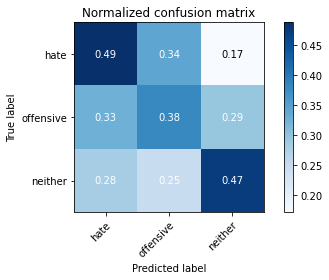 Normalized confusion matrix
hate 0.49 0.34 0.17
offensive 0.33 0.38 0.29
neither 0.28 0.25 0.47
True label
hate offensive neither
Predicted label
0.45
0.40
0.35
0.30
0.25
0.20